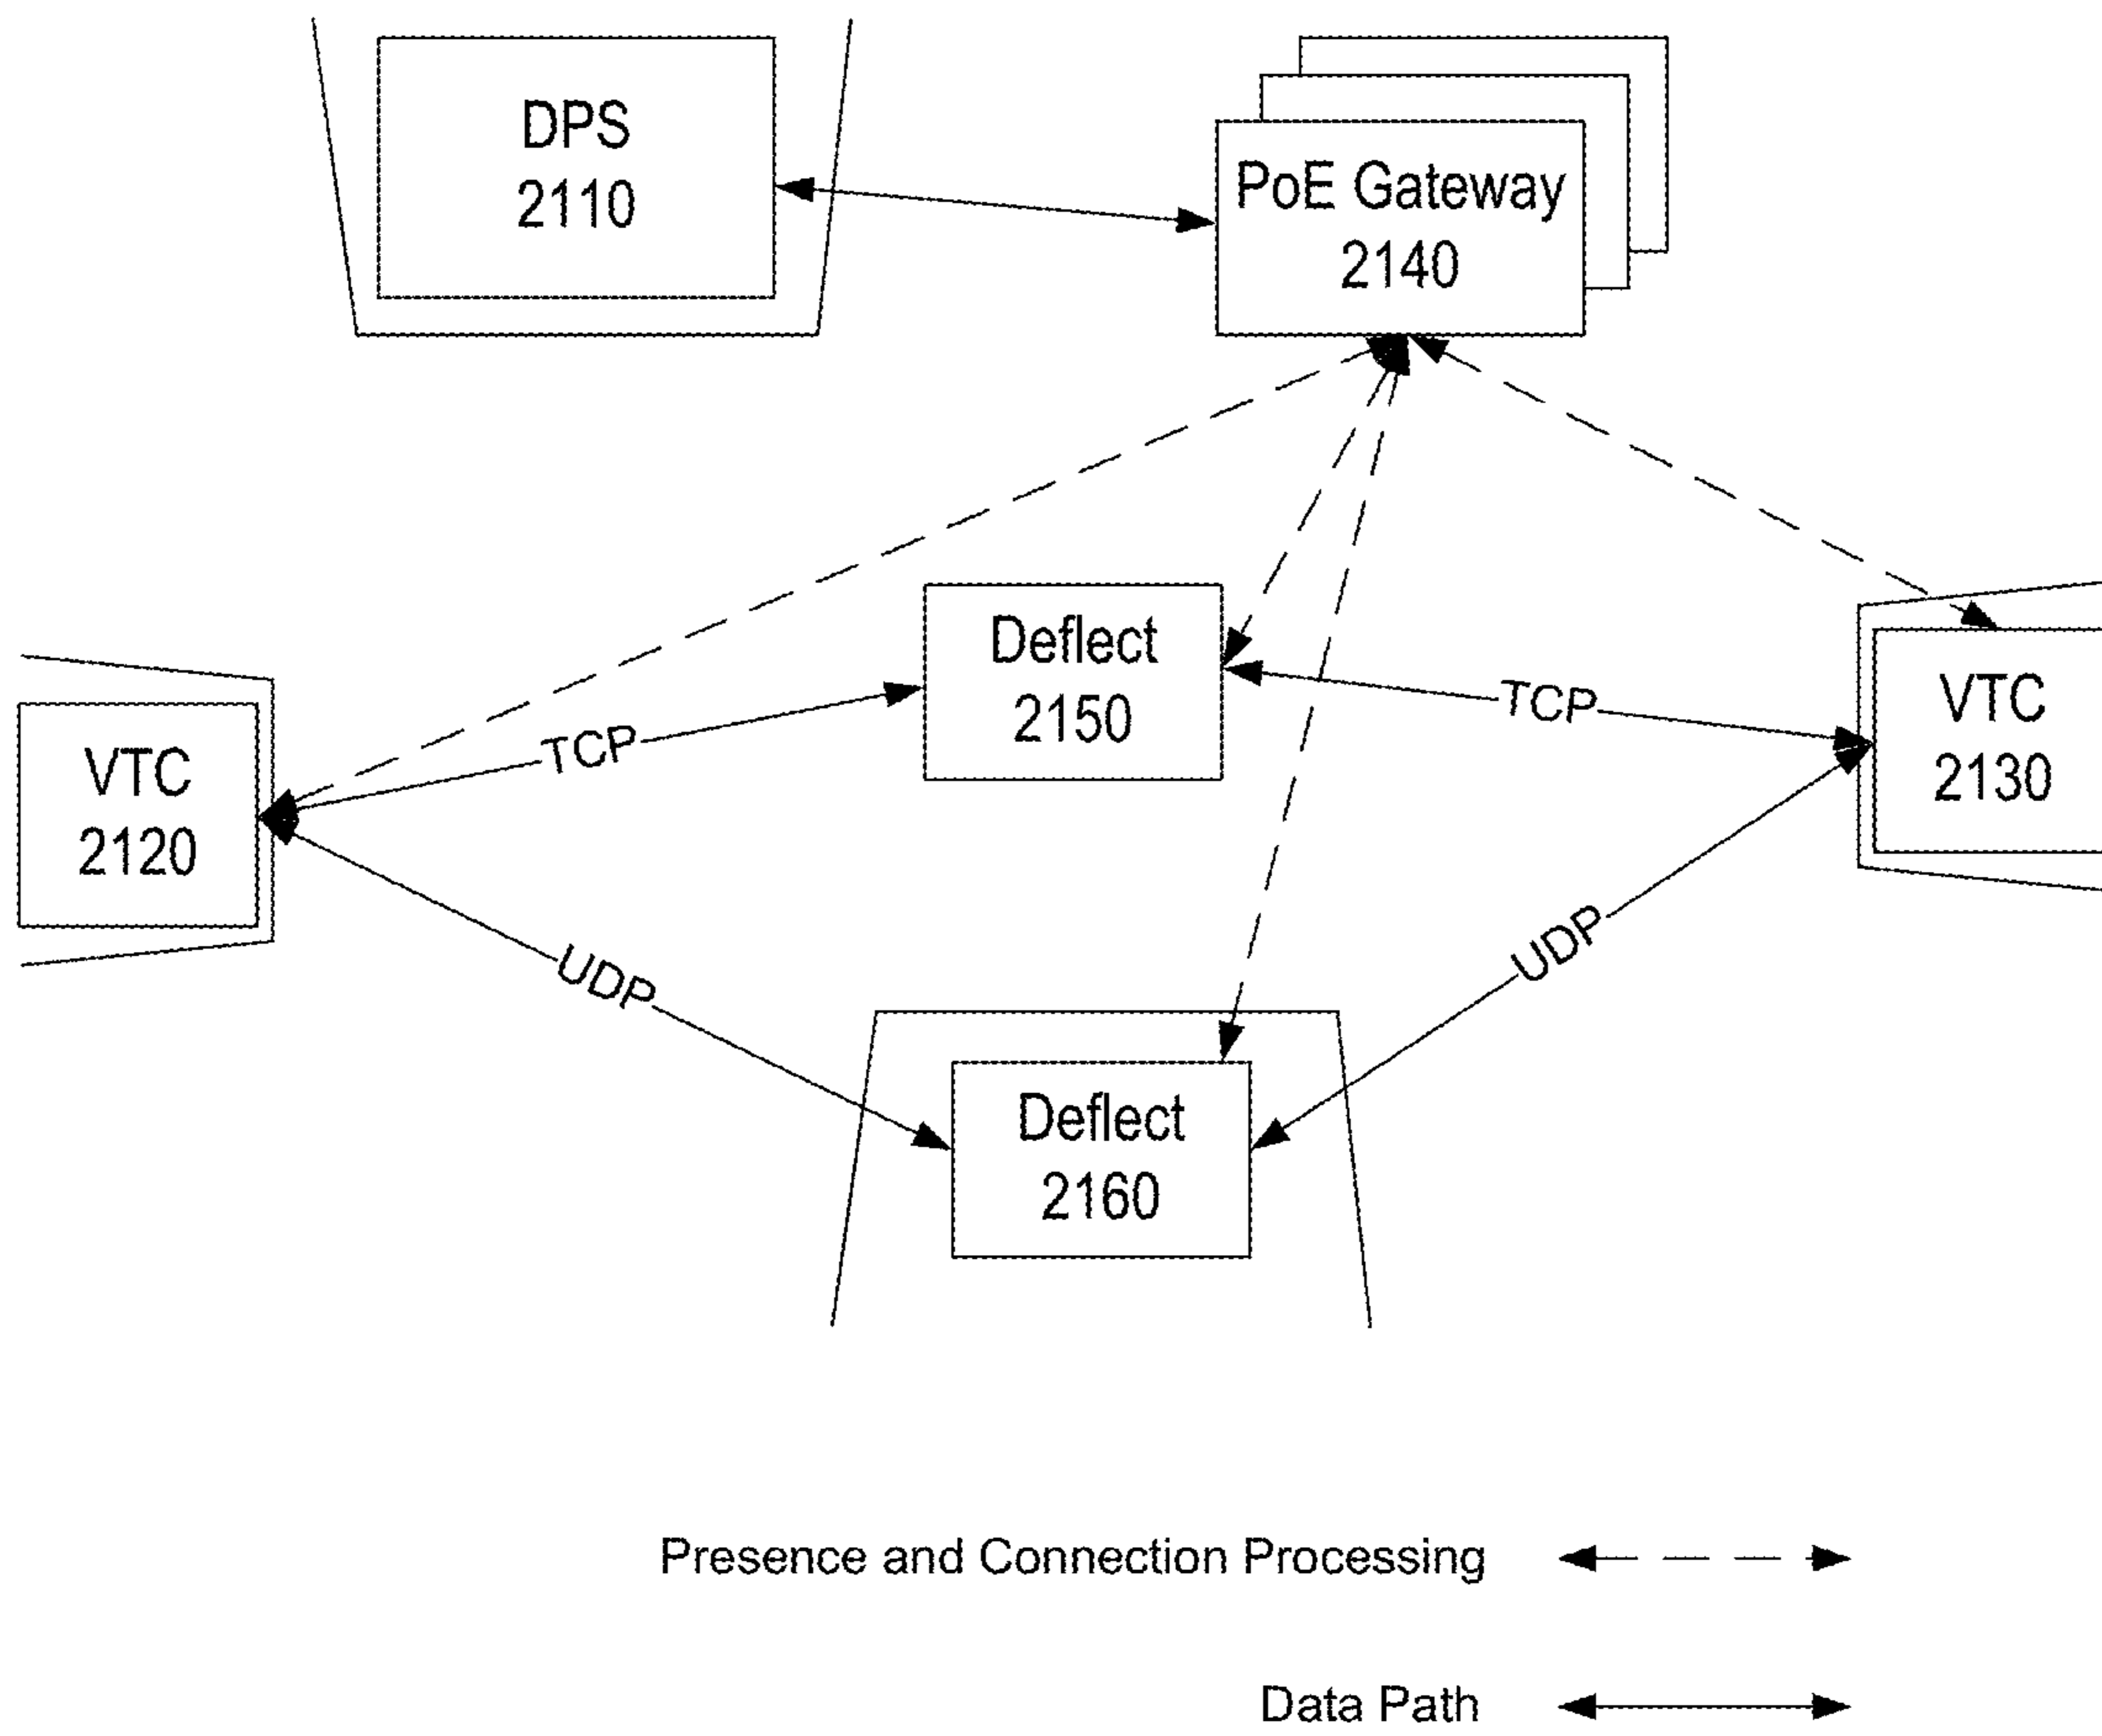 DPS
2110
PoE Gateway
2140
Deflect
2150
TCP
TCP
VTC
2120
VTC
2130
UDP
UDP
Deflect
2160
Presence and Connection Processing
Data Path